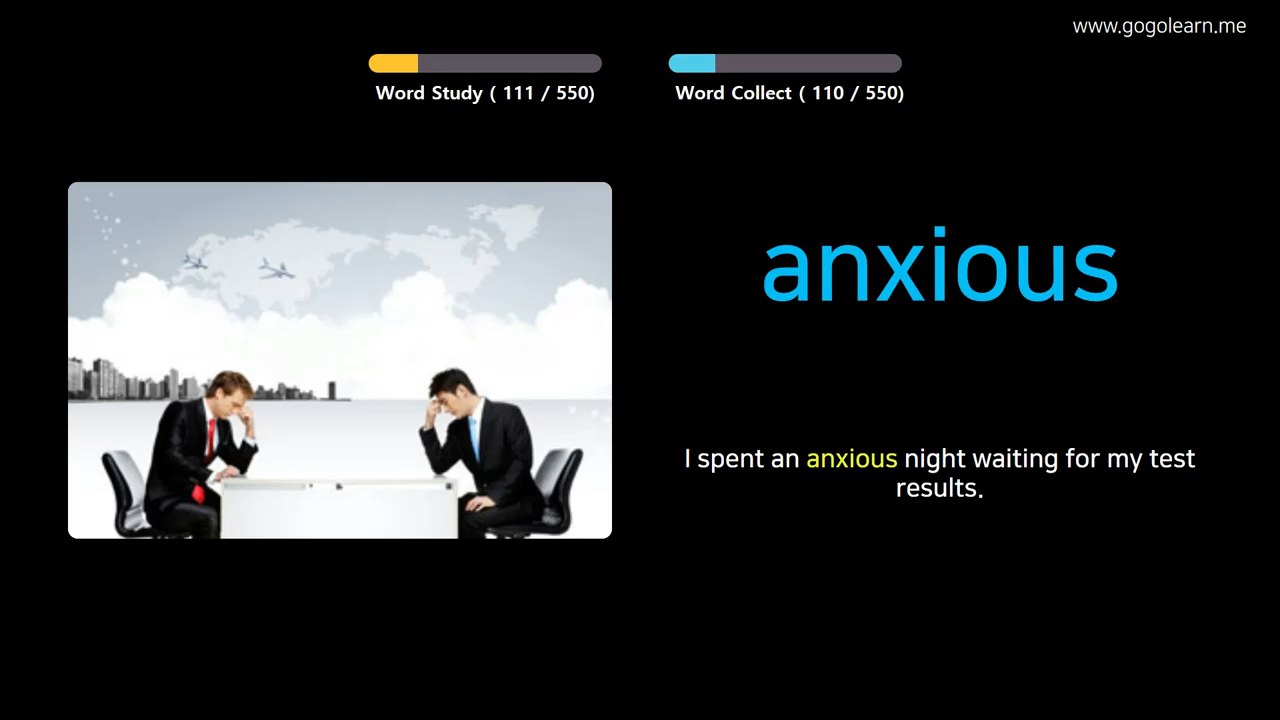 www.gogolearn.me
Word Study ( 111 / 550)
Word Collect ( 110 / 550)
anxious
I spent an anxious night waiting for my test
results.